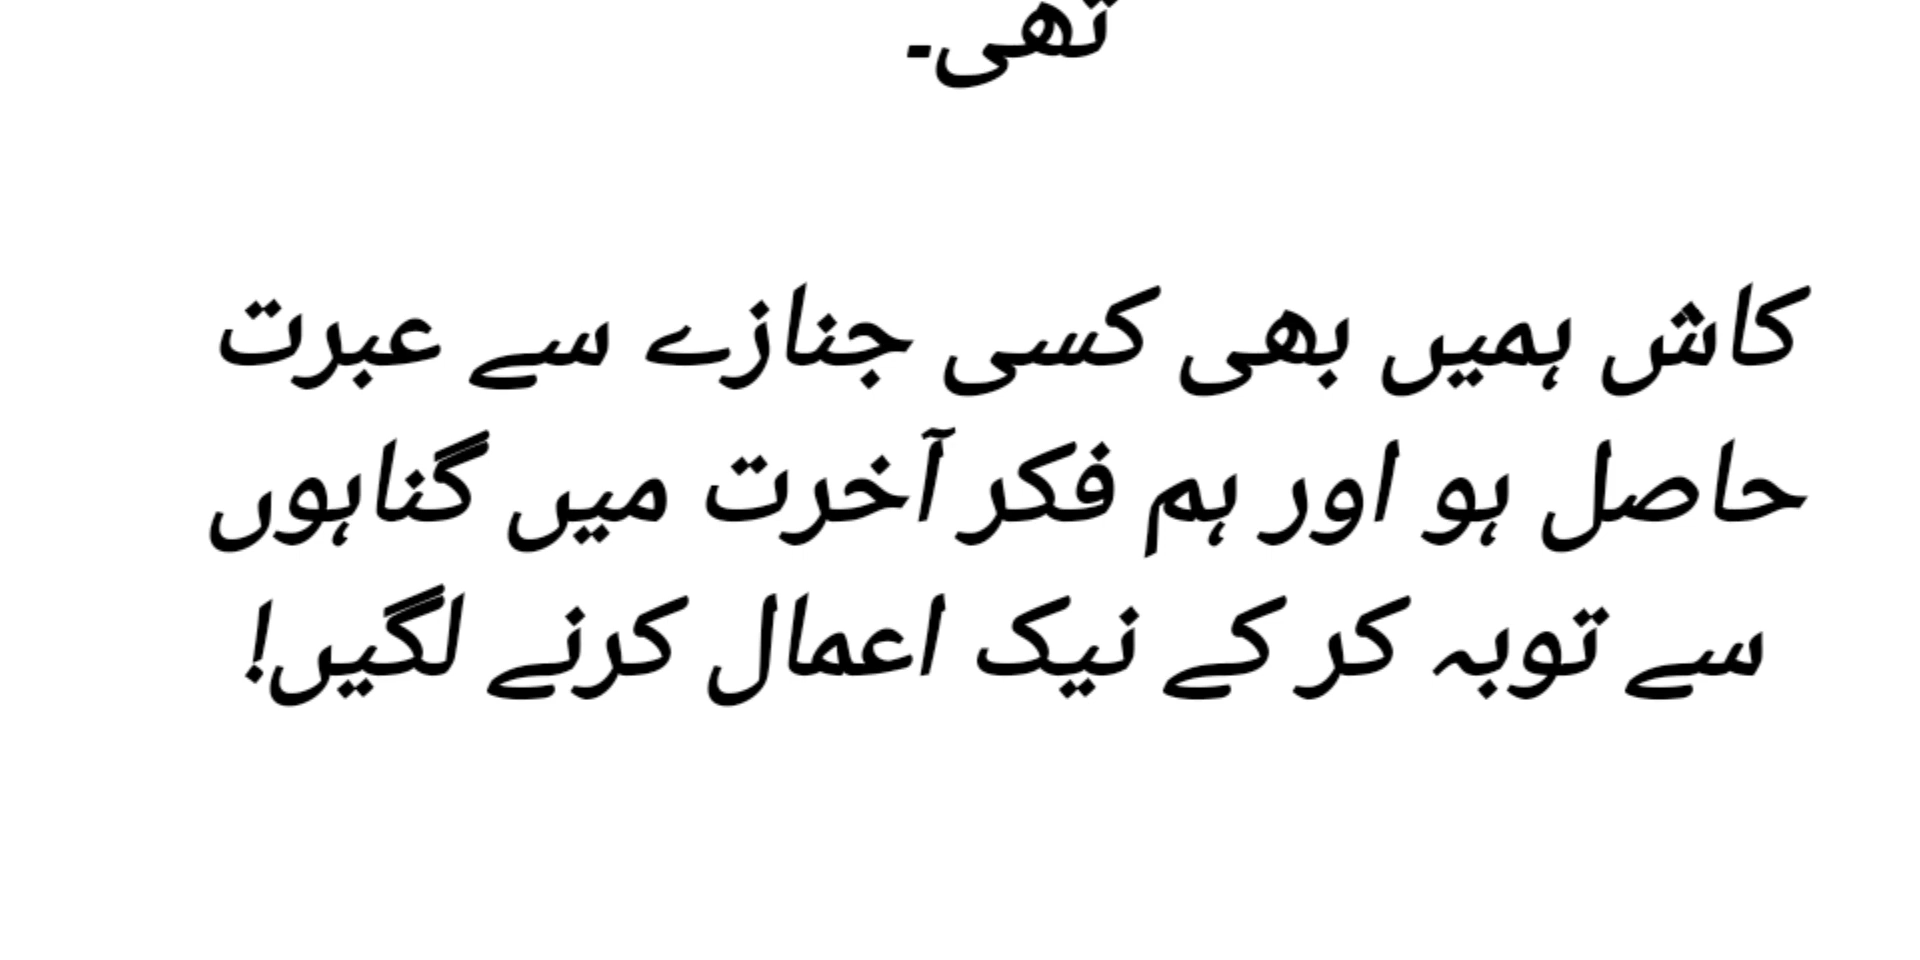 تھی۔
کاش ہمیں بھی کسی جنازے سے عبرت
حاصل ہو اور ہم فکر آخرت میں گناہوں
سے توبہ کر کے نیک اعمال کرنے لگیں!